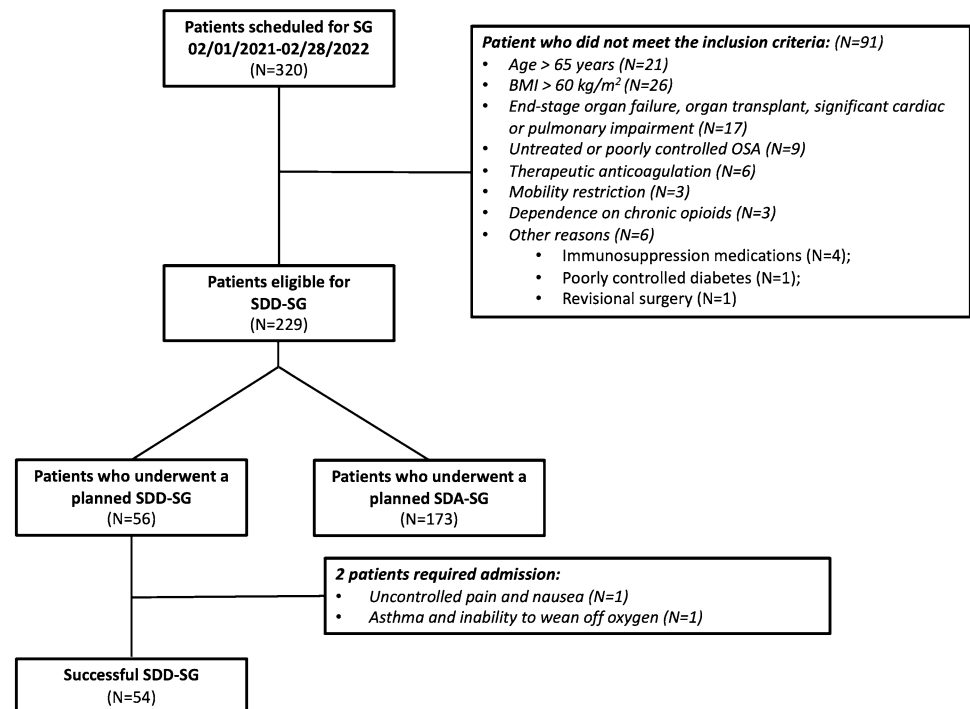 Patients scheduled for SG
02/01/2021-02/28/2022
(N=320)
Patient who did not meet the inclusion criteria: (N=91)
• Age > 65 years (N=21)
• BMI > 60 kg/m² (N=26)
• End-stage organ failure, organ transplant, significant cardiac
or pulmonary impairment (N=17)
• Untreated or poorly controlled OSA (N=9)
• Therapeutic anticoagulation (N=6)
• Mobility restriction (N=3)
• Dependence on chronic opioids (N=3)
• Other reasons (N=6)
• Immunosuppression medications (N=4);
• Poorly controlled diabetes (N=1);
• Revisional surgery (N=1)
Patients eligible for
SDD-SG
(N=229)
Patients who underwent a
planned SDD-SG
(N=56)
Patients who underwent a
planned SDA-SG
(N=173)
2 patients required admission:
• Uncontrolled pain and nausea (N=1)
• Asthma and inability to wean off oxygen (N=1)
Successful SDD-SG
(N=54)